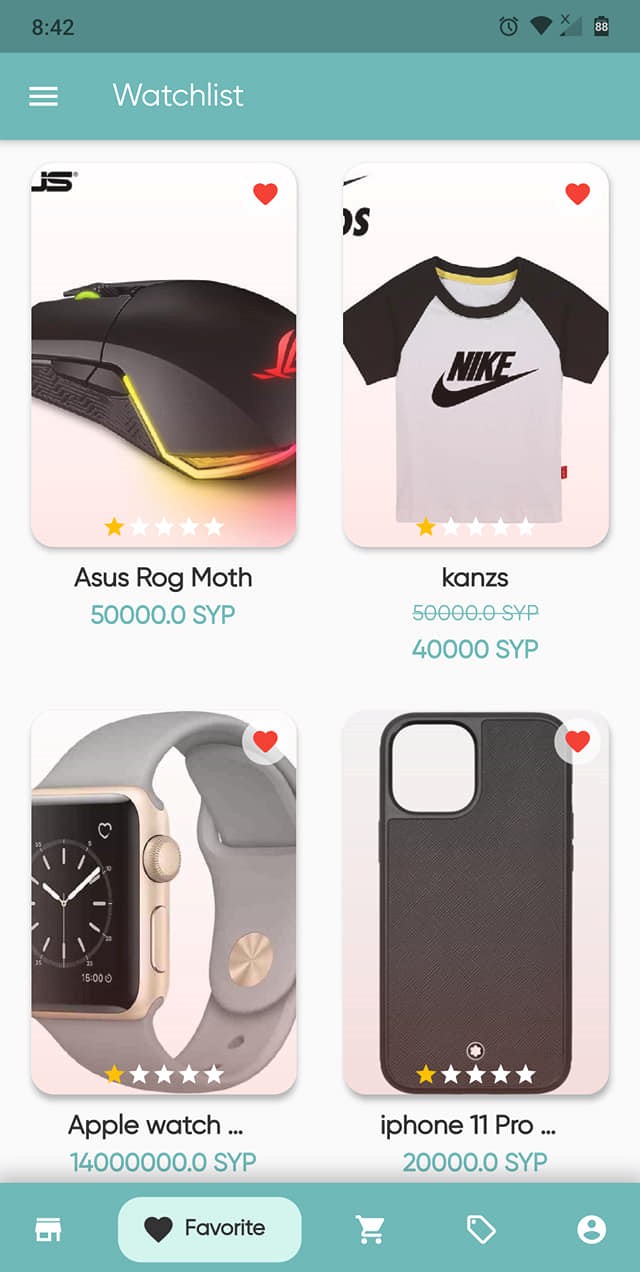 8:42
X
88
Watchlist
US
OS
NIKE
Asus Rog Moth
50000.0 SYP
kanzs
50000.0 SYP
40000 SYP
15:00
Apple watch ...
14000000.0 SYP
iphone 11 Pro ...
20000.0 SYP
Favorite